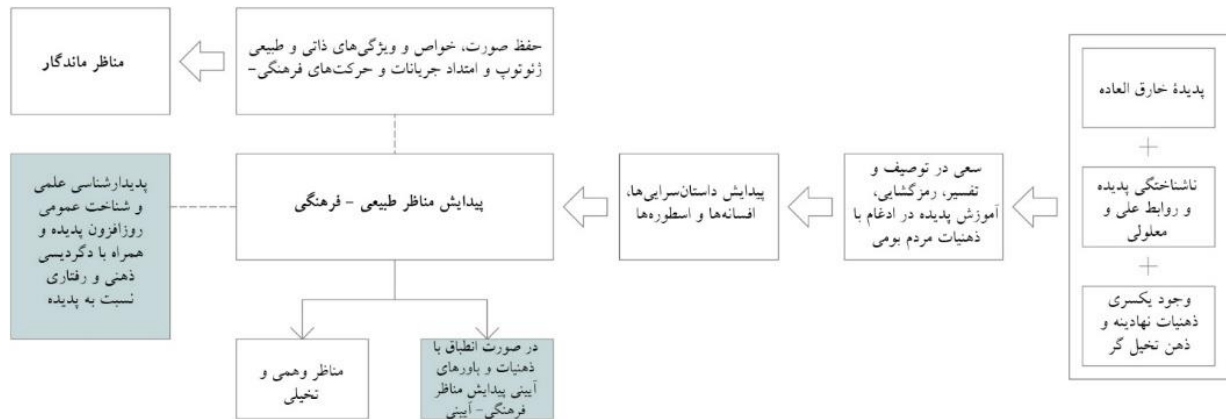 پدیدهٔ خارق العاده
+
ناشناختگی پدیده
و روابط علی و
معلولی
+
وجود یکسری
ذهنیات نهادینه و
ذهن تخیل گر
سعی در توصیف و
تفسیر، رمزگشایی،
آموزش پدیده در ادغام با
ذهنیات مردم بومی
پیدایش داستان‌سرایی‌ها،
افسانه‌ها و اسطوره‌ها
پیدایش مناظر طبیعی - فرهنگی
حفظ صورت، خواص و ویژگی‌های ذاتی و طبیعی
ژئوتوپ و امتداد جریانات و حرکت‌های فرهنگی-
مناظر ماندگار
پدیدارشناسی علمی
و شناخت عمومی
روزافزون پدیده و
همراه با دگردیسی
ذهنی و رفتاری
نسبت به پدیده
در صورت انطباق با
ذهنیات و باورهای
آیینی پیدایش مناظر
فرهنگی- آیینی
مناظر وهمی و
تخیلی